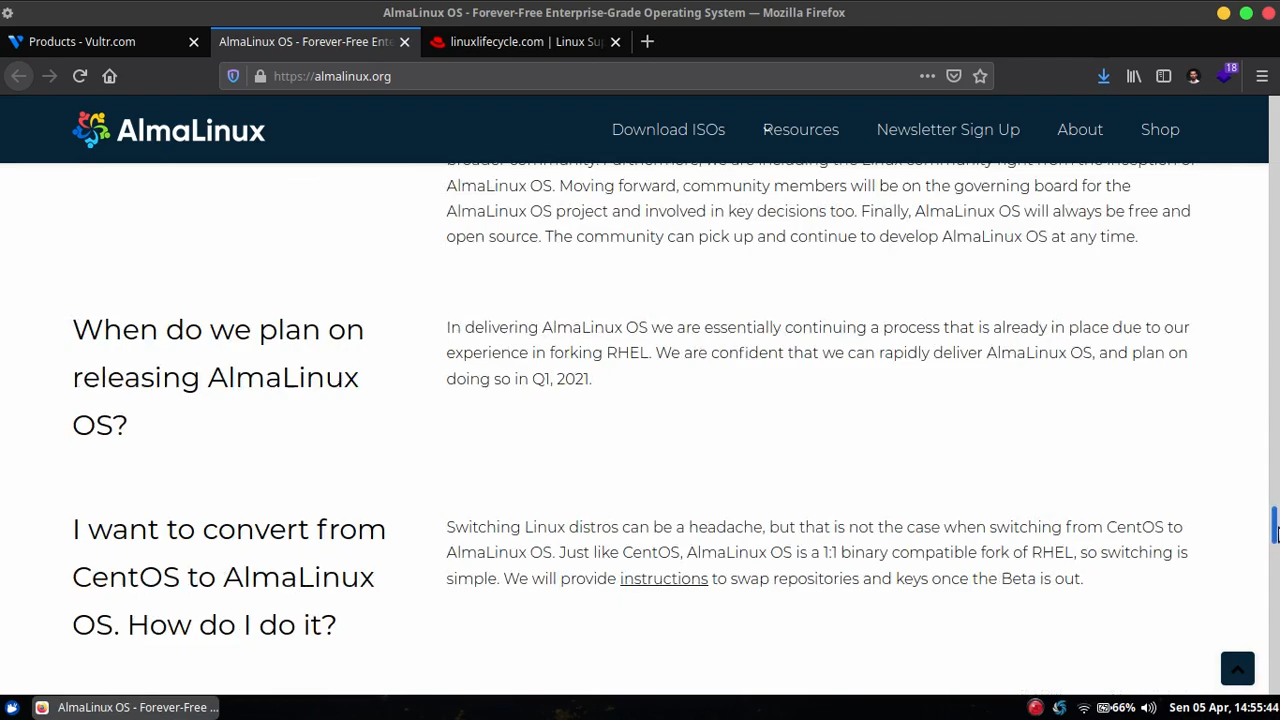 AlmaLinux OS - Forever-Free Enterprise-Grade Operating System — Mozilla Firefox
Products - Vultr.com
AlmaLinux OS - Forever-Free Ente
linuxlifecycle.com | Linux Su
https://almalinux.org
18
AlmaLinux
Download ISOs
Resources
Newsletter Sign Up
About
Shop
broader community. Furthermore, we are including the Linux community right from the inception of
AlmaLinux OS. Moving forward, community members will be on the governing board for the
AlmaLinux OS project and involved in key decisions too. Finally, AlmaLinux OS will always be free and
open source. The community can pick up and continue to develop AlmaLinux OS at any time.
When do we plan on
releasing AlmaLinux
OS?
In delivering AlmaLinux OS we are essentially continuing a process that is already in place due to our
experience in forking RHEL. We are confident that we can rapidly deliver AlmaLinux OS, and plan on
doing so in Q1, 2021.
I want to convert from
CentOS to AlmaLinux
OS. How do I do it?
Switching Linux distros can be a headache, but that is not the case when switching from CentOS to
AlmaLinux OS. Just like CentOS, AlmaLinux OS is a 1:1 binary compatible fork of RHEL, so switching is
simple. We will provide instructions to swap repositories and keys once the Beta is out.
AlmaLinux OS - Forever-Free ...
66%
Sen 05 Apr, 14:55:44